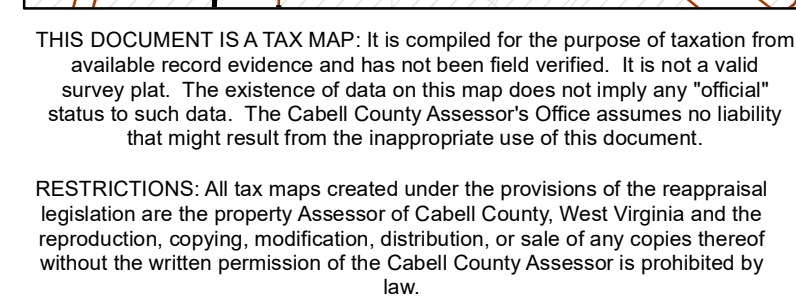 THIS DOCUMENT IS A TAX MAP: It is compiled for the purpose of taxation from
available record evidence and has not been field verified.  It is not a valid
survey plat.  The existence of data on this map does not imply any "official"
status to such data.  The Cabell County Assessor's Office assumes no liability
that might result from the inappropriate use of this document.

RESTRICTIONS: All tax maps created under the provisions of the reappraisal
legislation are the property Assessor of Cabell County, West Virginia and the
reproduction, copying, modification, distribution, or sale of any copies thereof
without the written permission of the Cabell County Assessor is prohibited by
law.